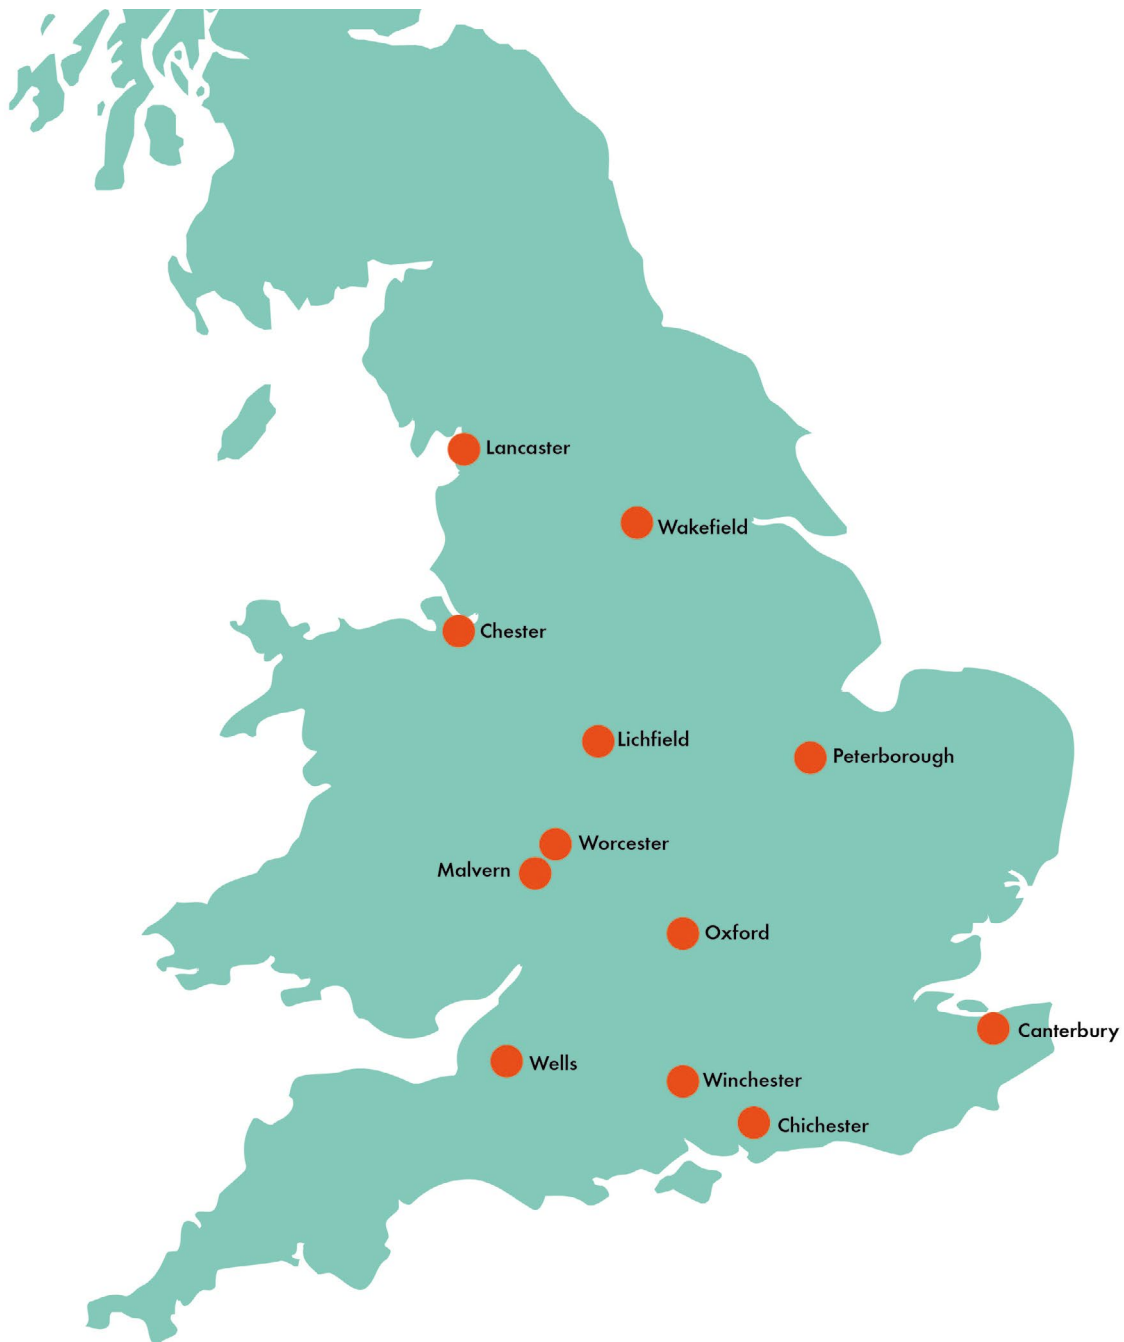 Lancaster
Wakefield
Chester
Lichfield
Peterborough
Worcester
Malvern
Oxford
Canterbury
Wells
Winchester
Chichester